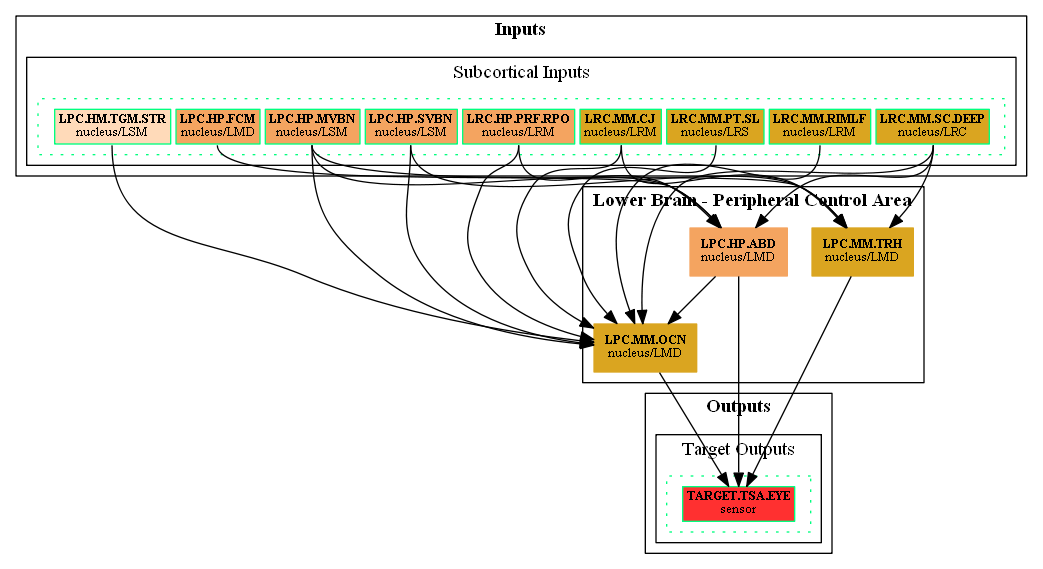 Inputs
Subcortical Inputs
LPC.HM.TGM.STR
nucleus/LSM
LPC.HP.FCM
nucleus/LMD
LPC.HP.MVBN
nucleus/LSM
LPC.HP.SVBN
nucleus/LSM
LRC.HP.PRF.RPO
nucleus/LRM
LRC.MM.CJ
nucleus/LRM
LRC.MM.PT.SL
nucleus/LRS
LRC.MM.RIMLF
nucleus/LRM
LRC.MM.SC.DEEP
nucleus/LRC
Lower Brain - Peripheral Control Area
LPC.HP.ABD
nucleus/LMD
LPC.MM.TRH
nucleus/LMD
LPC.MM.OCN
nucleus/LMD
Outputs
Target Outputs
TARGET.TSA.EYE
sensor